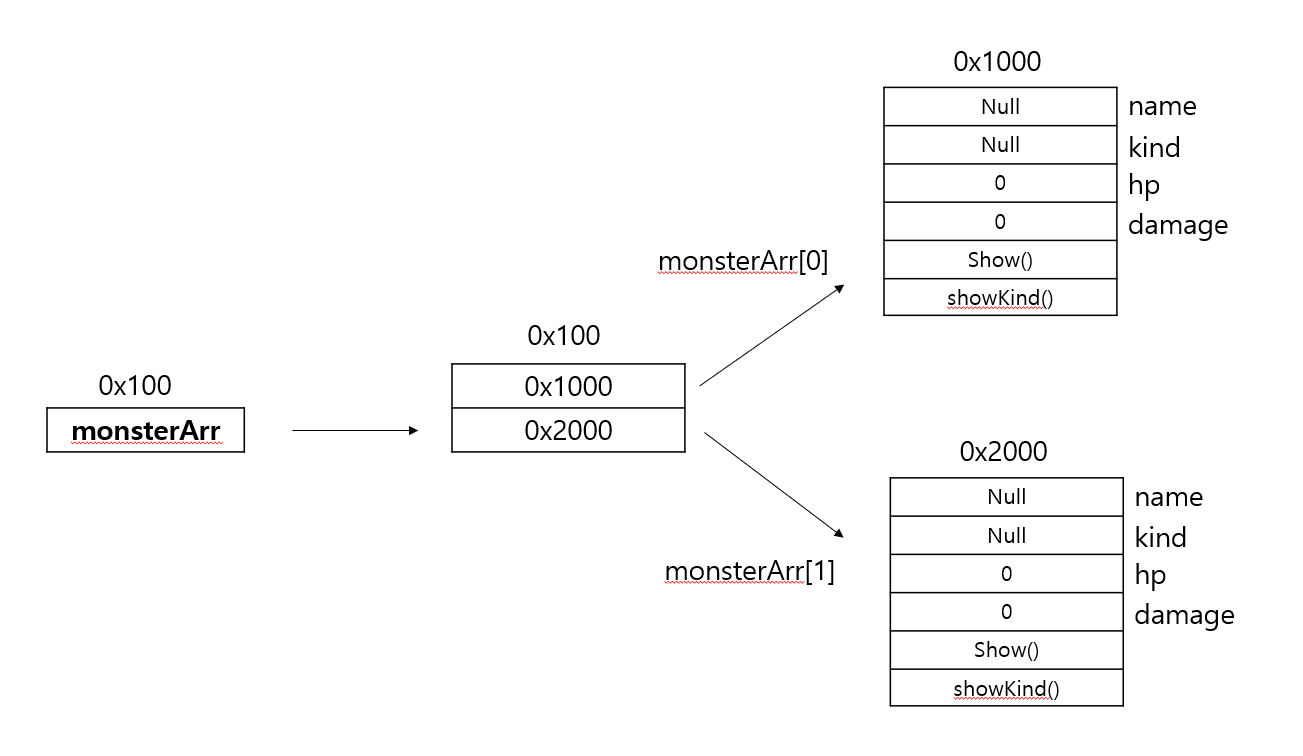 0x100
monsterArr
0x100
0x1000
0x2000
monsterArr[0]
0x1000
Null name
Null kind
0 hp
0 damage
Show()
showKind()
monsterArr[1]
0x2000
Null name
Null kind
0 hp
0 damage
Show()
showKind()